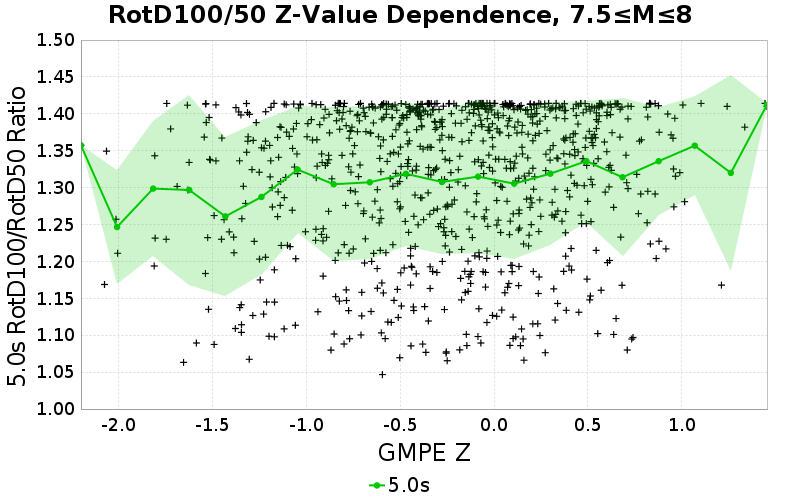 RotD100/50 Z-Value Dependence, 7.5≤M≤8
5.0s RotD100/RotD50 Ratio
1.50
1.45
1.40
1.35
1.30
1.25
1.20
1.15
1.10
1.05
1.00
-2.0 -1.5 -1.0 -0.5 0.0 0.5 1.0
GMPE Z
5.0s